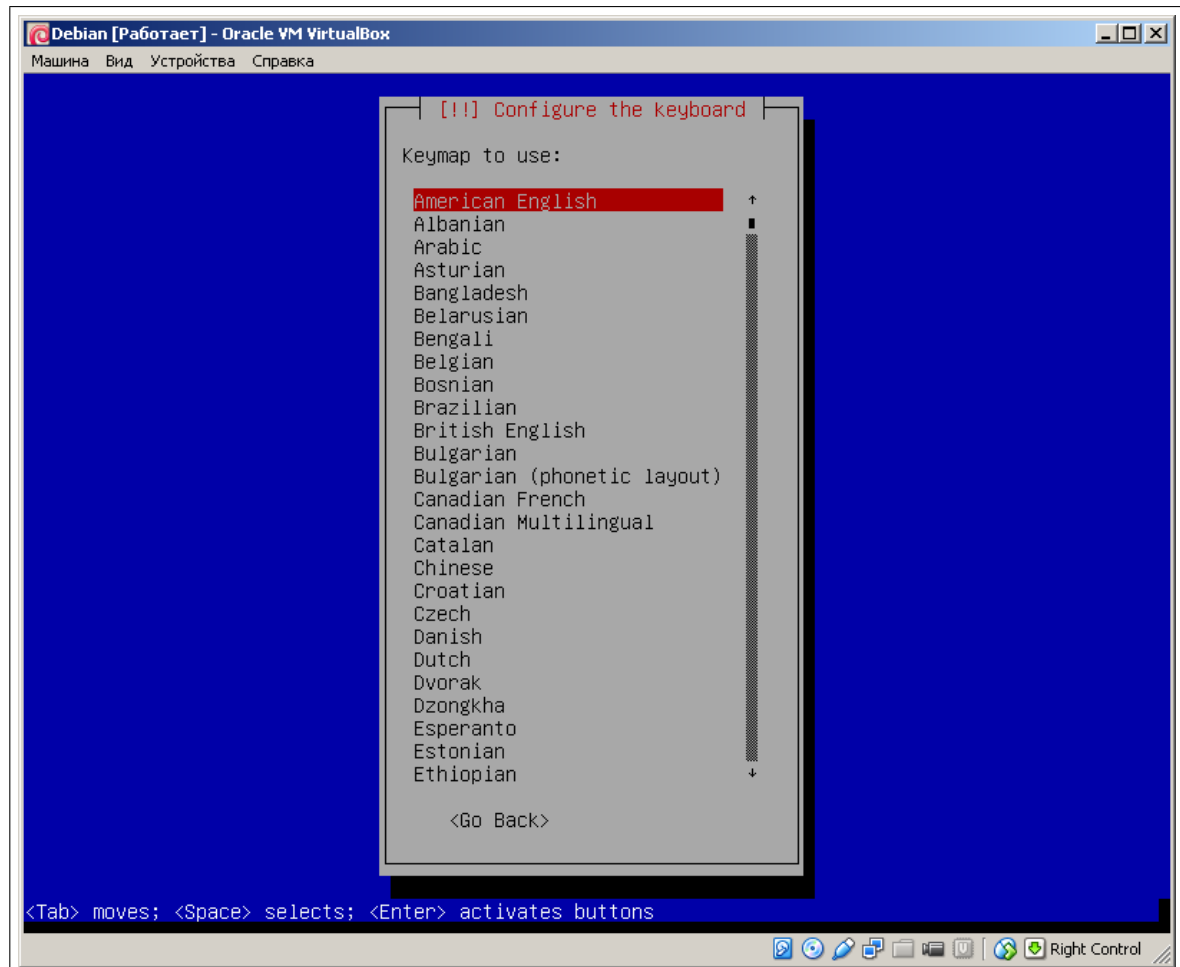 Debian [Работает] - Oracle VM VirtualBox
Машина Вид Устройства Справка
[!!] Configure the keyboard
Keymap to use:
American English
Albanian
Arabic
Asturian
Bangladesh
Belarusian
Bengali
Belgian
Bosnian
Brazilian
British English
Bulgarian
Bulgarian (phonetic layout)
Canadian French
Canadian Multilingual
Catalan
Chinese
Croatian
Czech
Danish
Dutch
Dvorak
Dzongkha
Esperanto
Estonian
Ethiopian
<Go Back>
<Tab> moves; <Space> selects; <Enter> activates buttons
Right Control